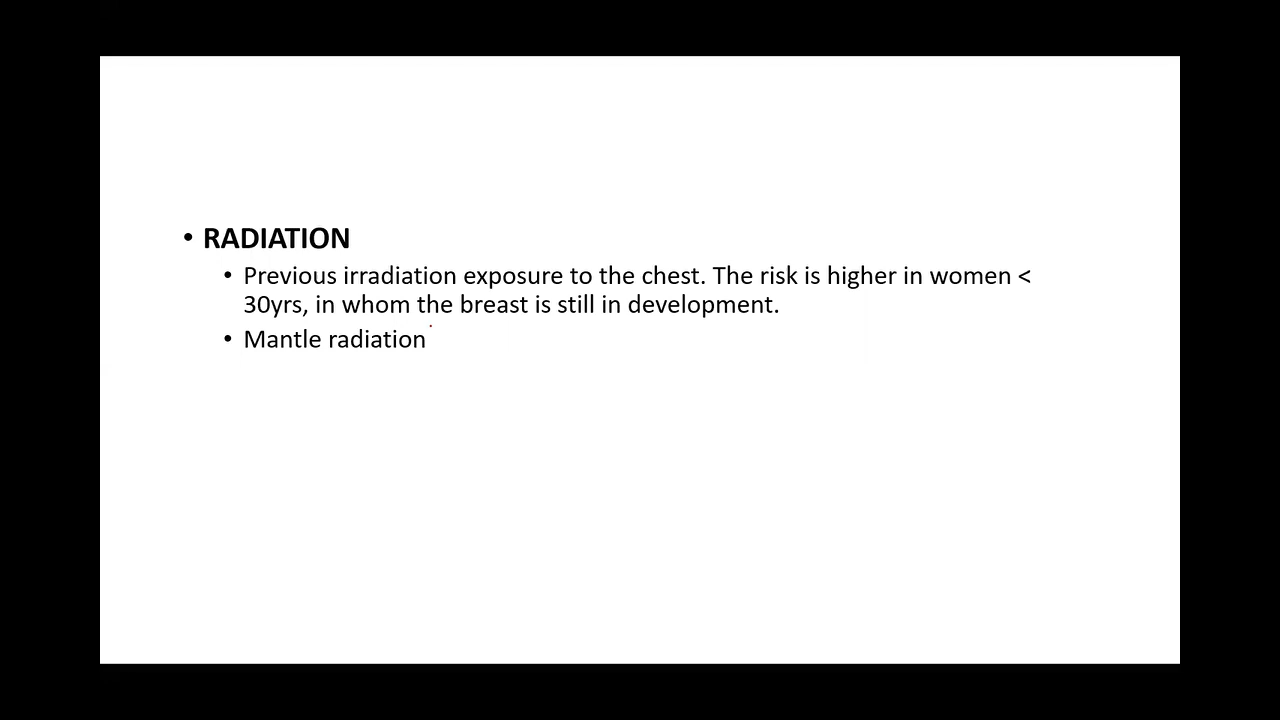 • RADIATION
• Previous irradiation exposure to the chest. The risk is higher in women <
30yrs, in whom the breast is still in development.
• Mantle radiation